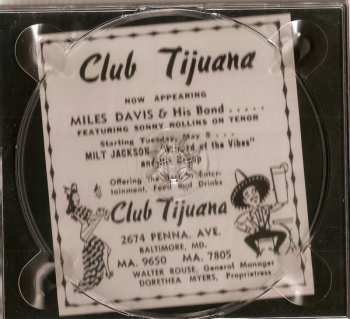 Club Tijuana
NOW APPEARING
MILES DAVIS & His Band . . . . .
FEATURING SONNY ROLLINS ON TENOR
Starting Tuesday, May 8 . . .
MILT JACKSON "Wizard of the Vibes"
and His Group
Offering The Best Enter-
tainment, Food and Drinks
Club Tijuana
2674 PENNA. AVE.
BALTIMORE, MD.
MA. 9650 MA. 7805
WALTER ROUSE, General Manager
DORETHEA MYERS, Proprietress